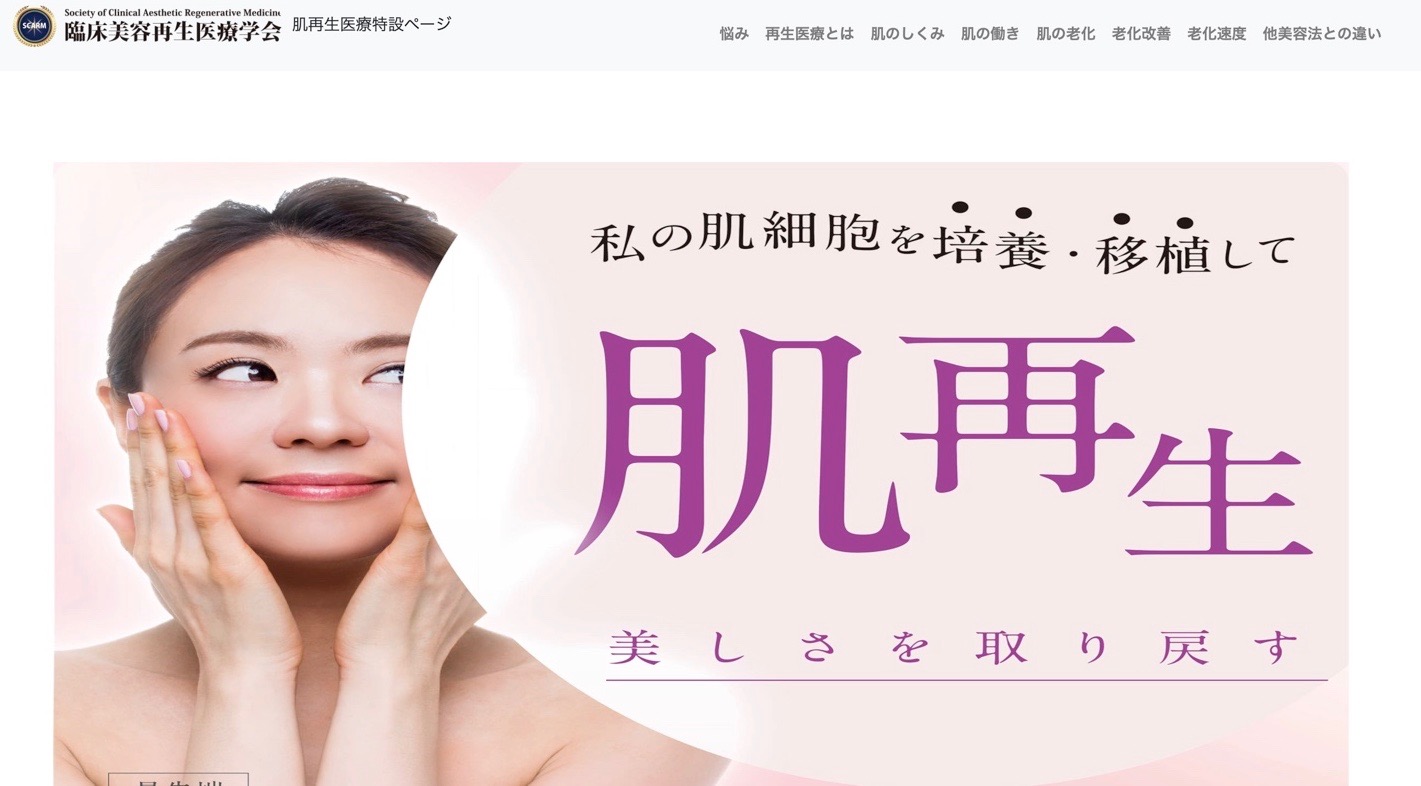 SCARM
Society of Clinical Aesthetic Regenerative Medicine
臨床美容再生医療学会
肌再生医療特設ページ
悩み 再生医療とは 肌のしくみ 肌の働き 肌の老化 老化改善 老化速度 他美容法との違い
私の肌細胞を培養・移植して
肌再生
美しさを取り戻す